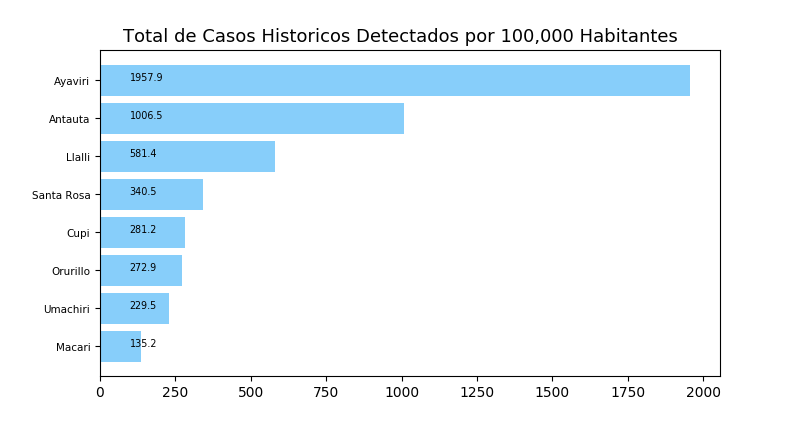 Total de Casos Historicos Detectados por 100,000 Habitantes
Ayaviri 1957.9
Antauta 1006.5
Llalli 581.4
Santa Rosa 340.5
Cupi 281.2
Orurillo 272.9
Umachiri 229.5
Macari 135.2
0 250 500 750 1000 1250 1500 1750 2000